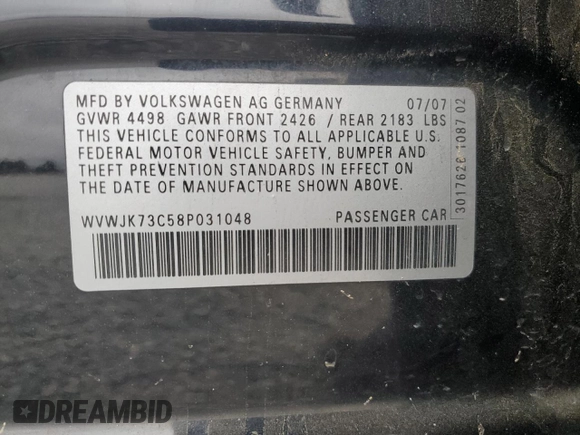 MFD BY VOLKSWAGEN AG GERMANY 07/07
GVWR 4498 GAWR FRONT 2426 / REAR 2183 LBS
THIS VEHICLE CONFORMS TO ALL APPLICABLE U.S.
FEDERAL MOTOR VEHICLE SAFETY, BUMPER AND
THEFT PREVENTION STANDARDS IN EFFECT ON
THE DATE OF MANUFACTURE SHOWN ABOVE.
WVWJK73C58P031048 PASSENGER CAR
087 02
DREAMBID